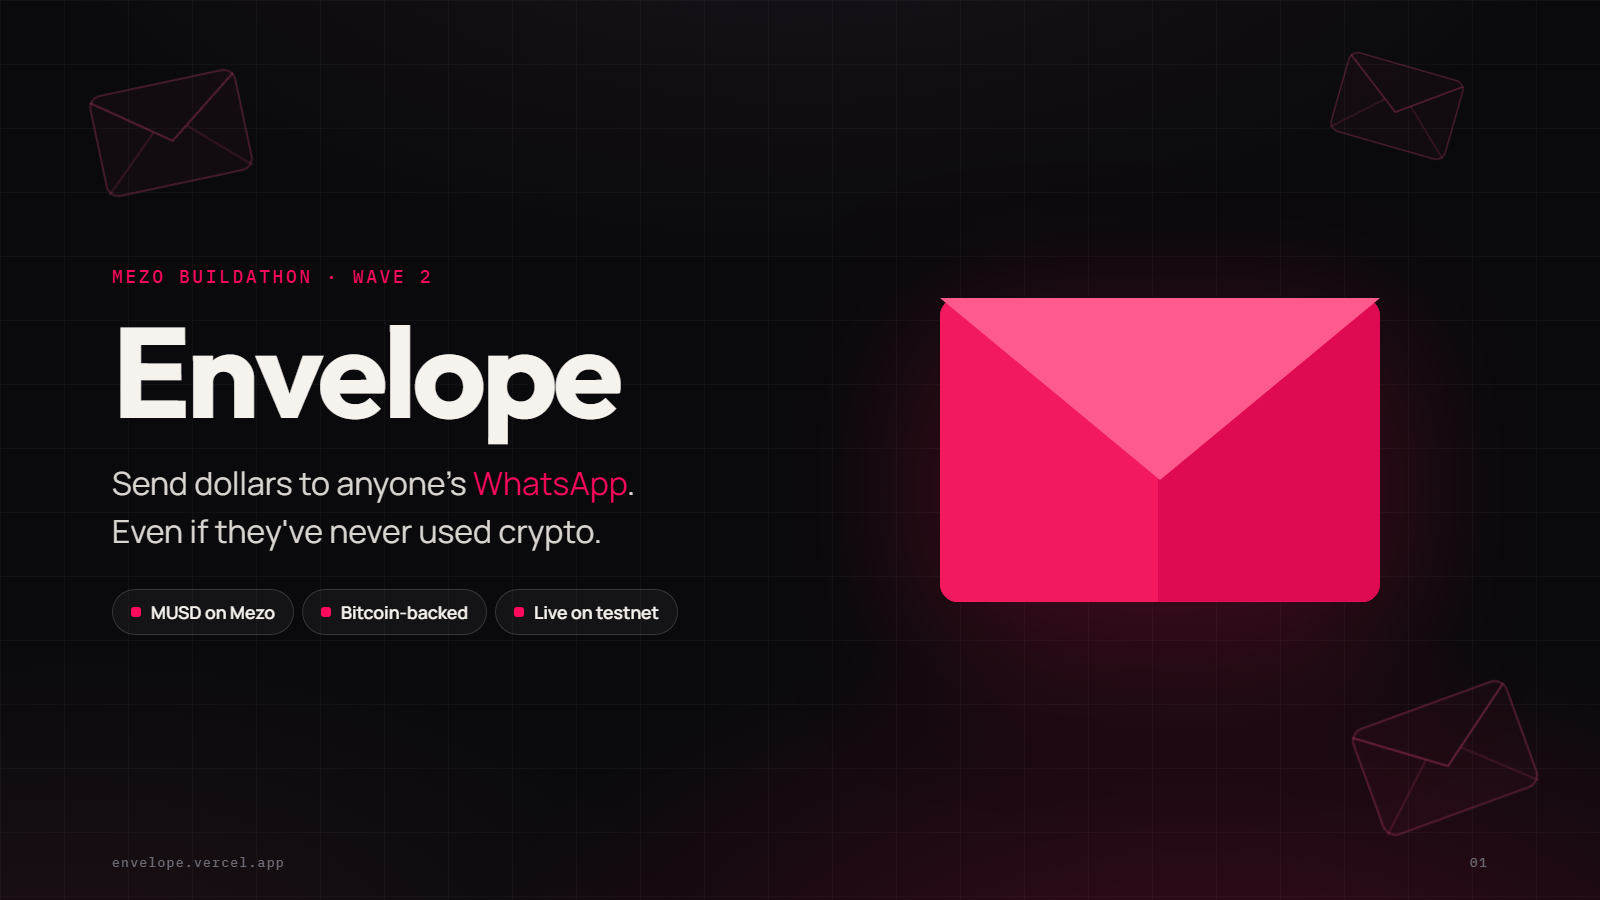 MEZO BUILDATHON · WAVE 2
Envelope
Send dollars to anyone’s WhatsApp.
Even if they've never used crypto.
MUSD on Mezo
Bitcoin-backed
Live on testnet
envelope.vercel.app
01